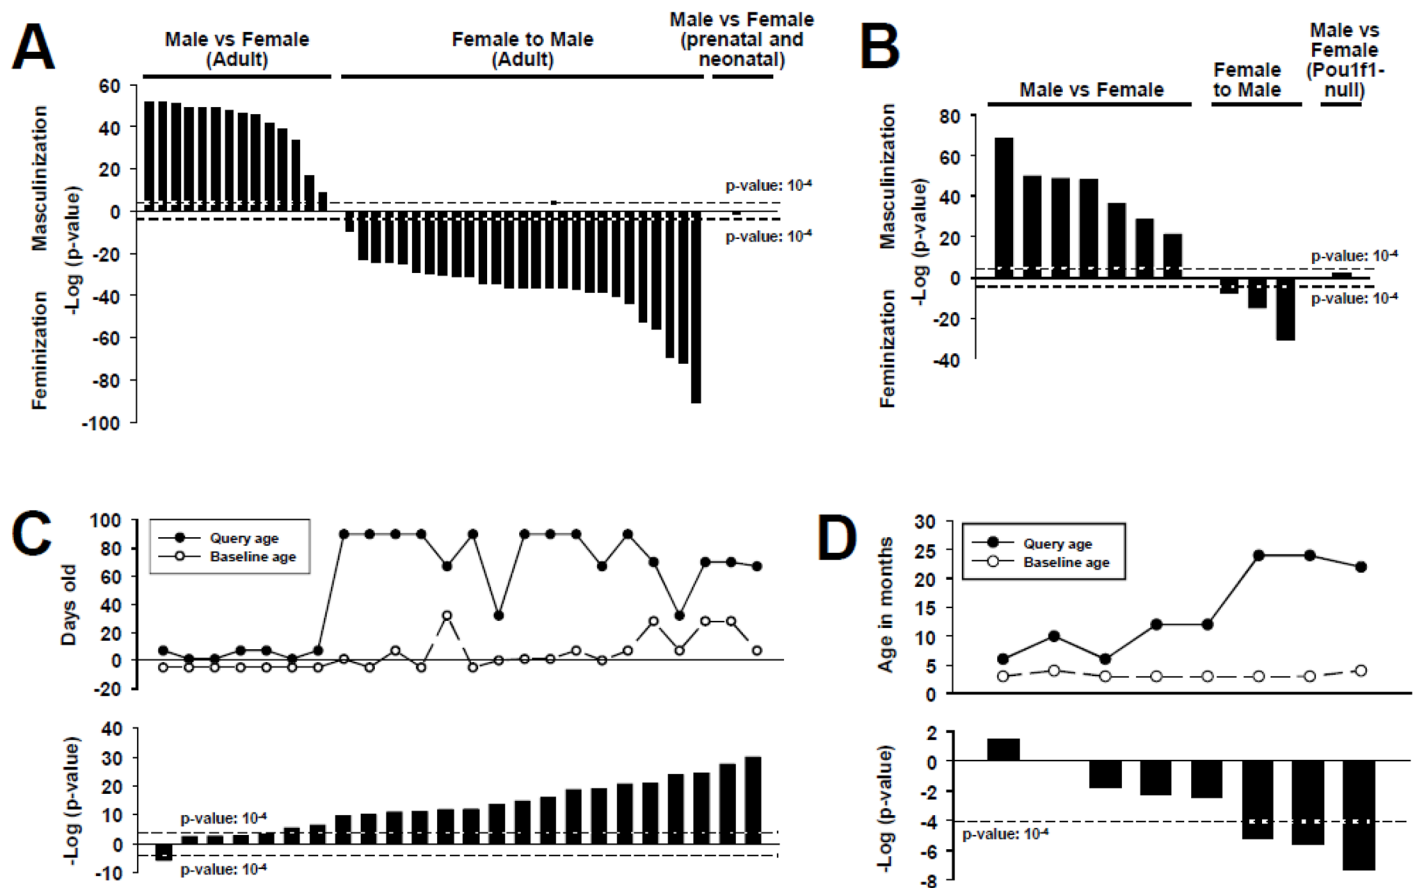 A
Male vs Female
(Adult)
Female to Male
(Adult)
Male vs Female
(prenatal and
neonatal)
Masculinization
Feminization
-Log (p-value)
60
40
20
0
-20
-40
-60
-80
-100
p-value: 10-4
p-value: 10-4
B
Male vs Female
Female
to Male
Male vs
Female
(Pou1f1-
null)
Masculinization
Feminization
-Log (p-value)
80
60
40
20
0
-20
-40
p-value: 10-4
p-value: 10-4
C
Query age
Baseline age
Days old
100
80
60
40
20
0
-20
-Log (p-value)
40
30
20
10
0
-10
p-value: 10-4
p-value: 10-4
D
Query age
Baseline age
Age in months
30
25
20
15
10
5
0
-Log (p-value)
2
0
-2
-4
-6
-8
p-value: 10-4